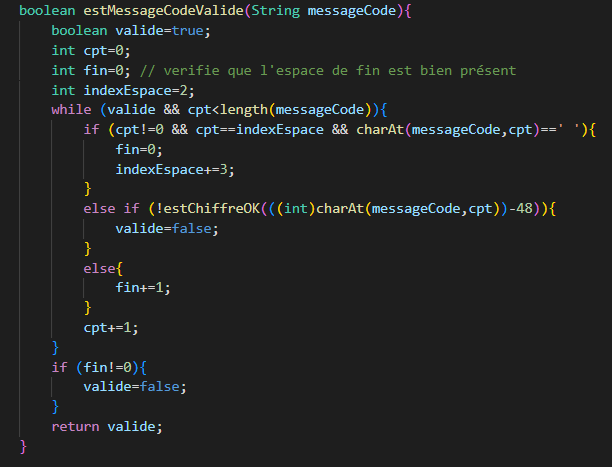 boolean estMessageCodeValide(String messageCode){
    boolean valide=true;
    int cpt=0;
    int fin=0; // verifie que l'espace de fin est bien présent
    int indexEspace=2;
    while (valide && cpt<length(messageCode)){
        if (cpt!=0 && cpt==indexEspace && charAt(messageCode,cpt)==' '){
            fin=0;
            indexEspace+=3;
        }
        else if (!estChiffreOK(((int)charAt(messageCode,cpt))-48)){
            valide=false;
        }
        else{
            fin+=1;
        }
        cpt+=1;
    }
    if (fin!=0){
        valide=false;
    }
    return valide;
}